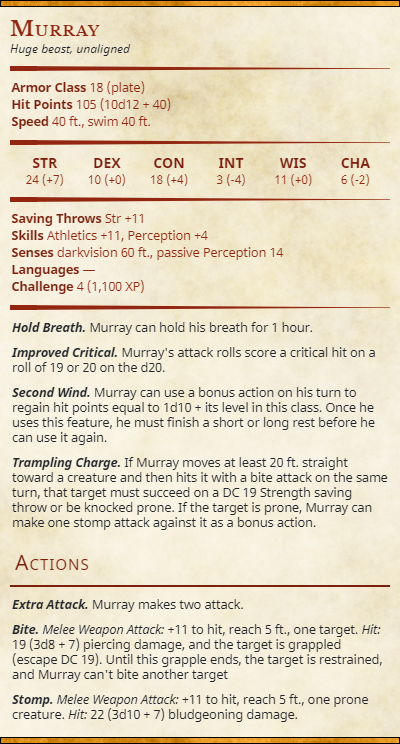 Murray
Huge beast, unaligned
Armor Class 18 (plate)
Hit Points 105 (10d12 + 40)
Speed 40 ft., swim 40 ft.
STR DEX CON INT WIS CHA
24 (+7) 10 (+0) 18 (+4) 3 (-4) 11 (+0) 6 (-2)
Saving Throws Str +11
Skills Athletics +11, Perception +4
Senses darkvision 60 ft., passive Perception 14
Languages —
Challenge 4 (1,100 XP)
Hold Breath. Murray can hold his breath for 1 hour.
Improved Critical. Murray's attack rolls score a critical hit on a
roll of 19 or 20 on the d20.
Second Wind. Murray can use a bonus action on his turn to
regain hit points equal to 1d10 + its level in this class. Once he
uses this feature, he must finish a short or long rest before he
can use it again.
Trampling Charge. If Murray moves at least 20 ft. straight
toward a creature and then hits it with a bite attack on the same
turn, that target must succeed on a DC 19 Strength saving
throw or be knocked prone. If the target is prone, Murray can
make one stomp attack against it as a bonus action.
Actions
Extra Attack. Murray makes two attack.
Bite. Melee Weapon Attack: +11 to hit, reach 5 ft., one target. Hit:
19 (3d8 + 7) piercing damage, and the target is grappled
(escape DC 19). Until this grapple ends, the target is restrained,
and Murray can't bite another target
Stomp. Melee Weapon Attack: +11 to hit, reach 5 ft., one prone
creature. Hit: 22 (3d10 + 7) bludgeoning damage.